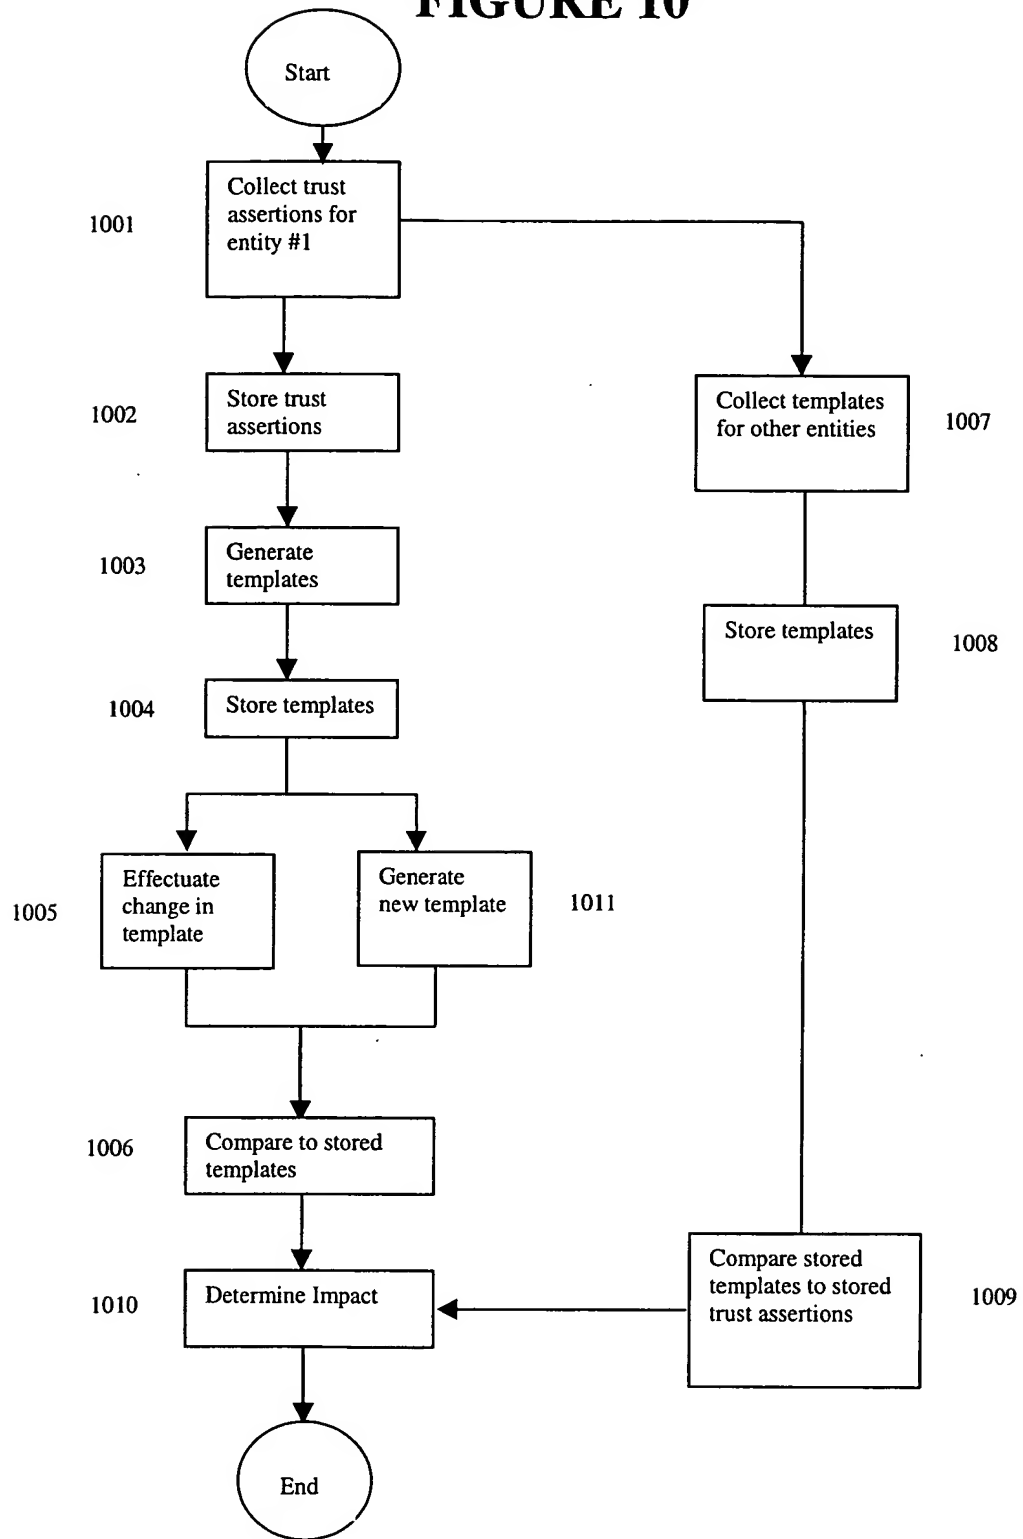 FIGURE 10
Start
1001
Collect trust
assertions for
entity #1
1002
Store trust
assertions
Collect templates
for other entities
1007
1003
Generate
templates
Store templates
1008
1004
Store templates
1005
Effectuate
change in
template
Generate
new template
1011
1006
Compare to stored
templates
1010
Determine Impact
Compare stored
templates to stored
trust assertions
1009
End